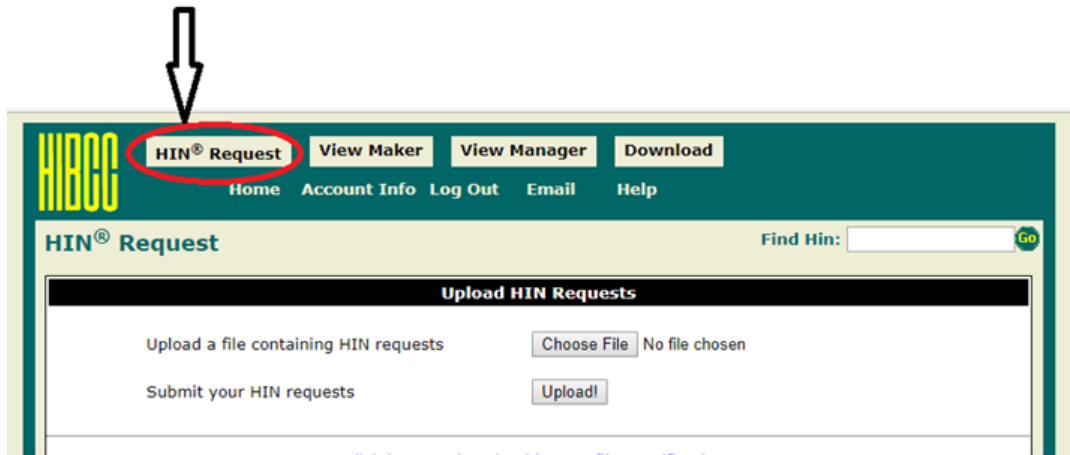 HIBCC
HIN® Request View Maker View Manager Download
Home Account Info Log Out Email Help
HIN® Request Find Hin: Go
Upload HIN Requests
Upload a file containing HIN requests Choose File No file chosen
Submit your HIN requests Upload!